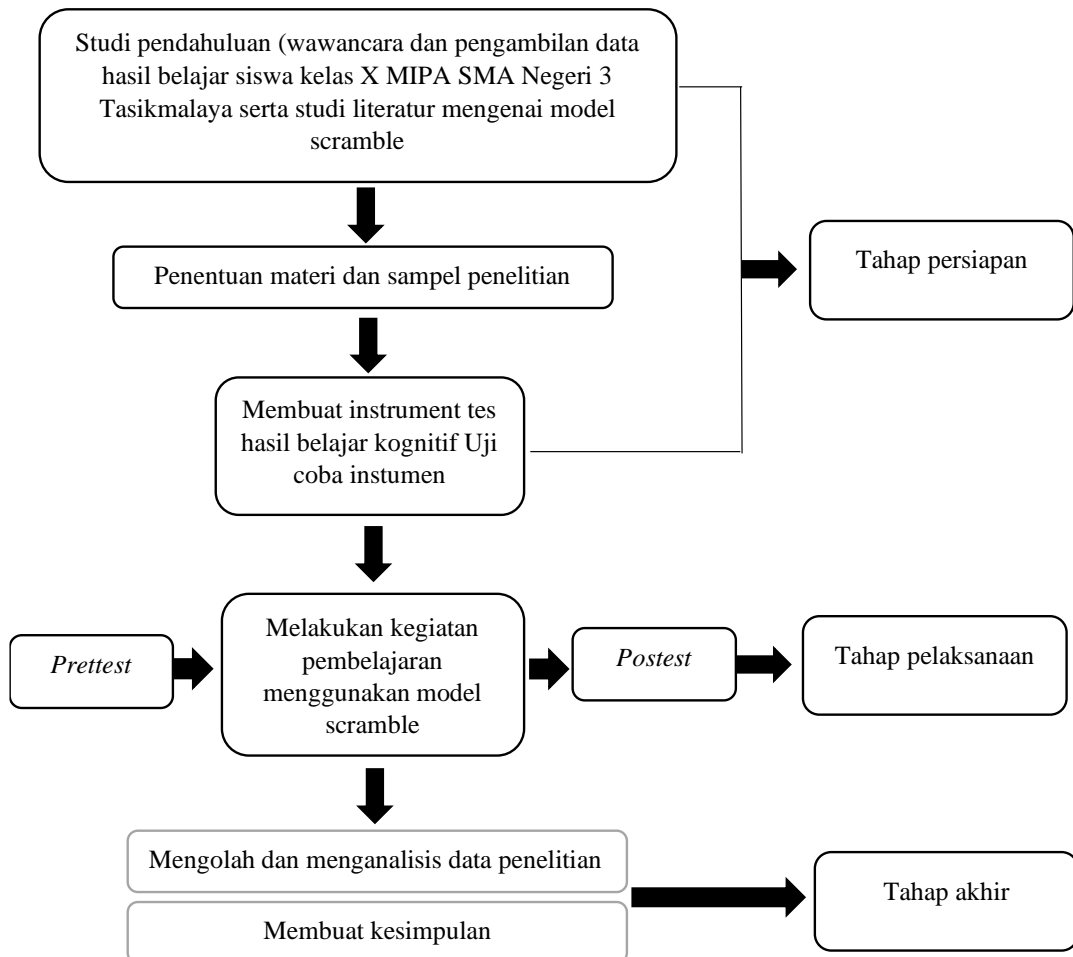 Studi pendahuluan (wawancara dan pengambilan data
hasil belajar siswa kelas X MIPA SMA Negeri 3
Tasikmalaya serta studi literatur mengenai model
scramble
Penentuan materi dan sampel penelitian
Tahap persiapan
Membuat instrument tes
hasil belajar kognitif Uji
coba instumen
Prettest
Melakukan kegiatan
pembelajaran
menggunakan model
scramble
Postest
Tahap pelaksanaan
Mengolah dan menganalisis data penelitian
Membuat kesimpulan
Tahap akhir